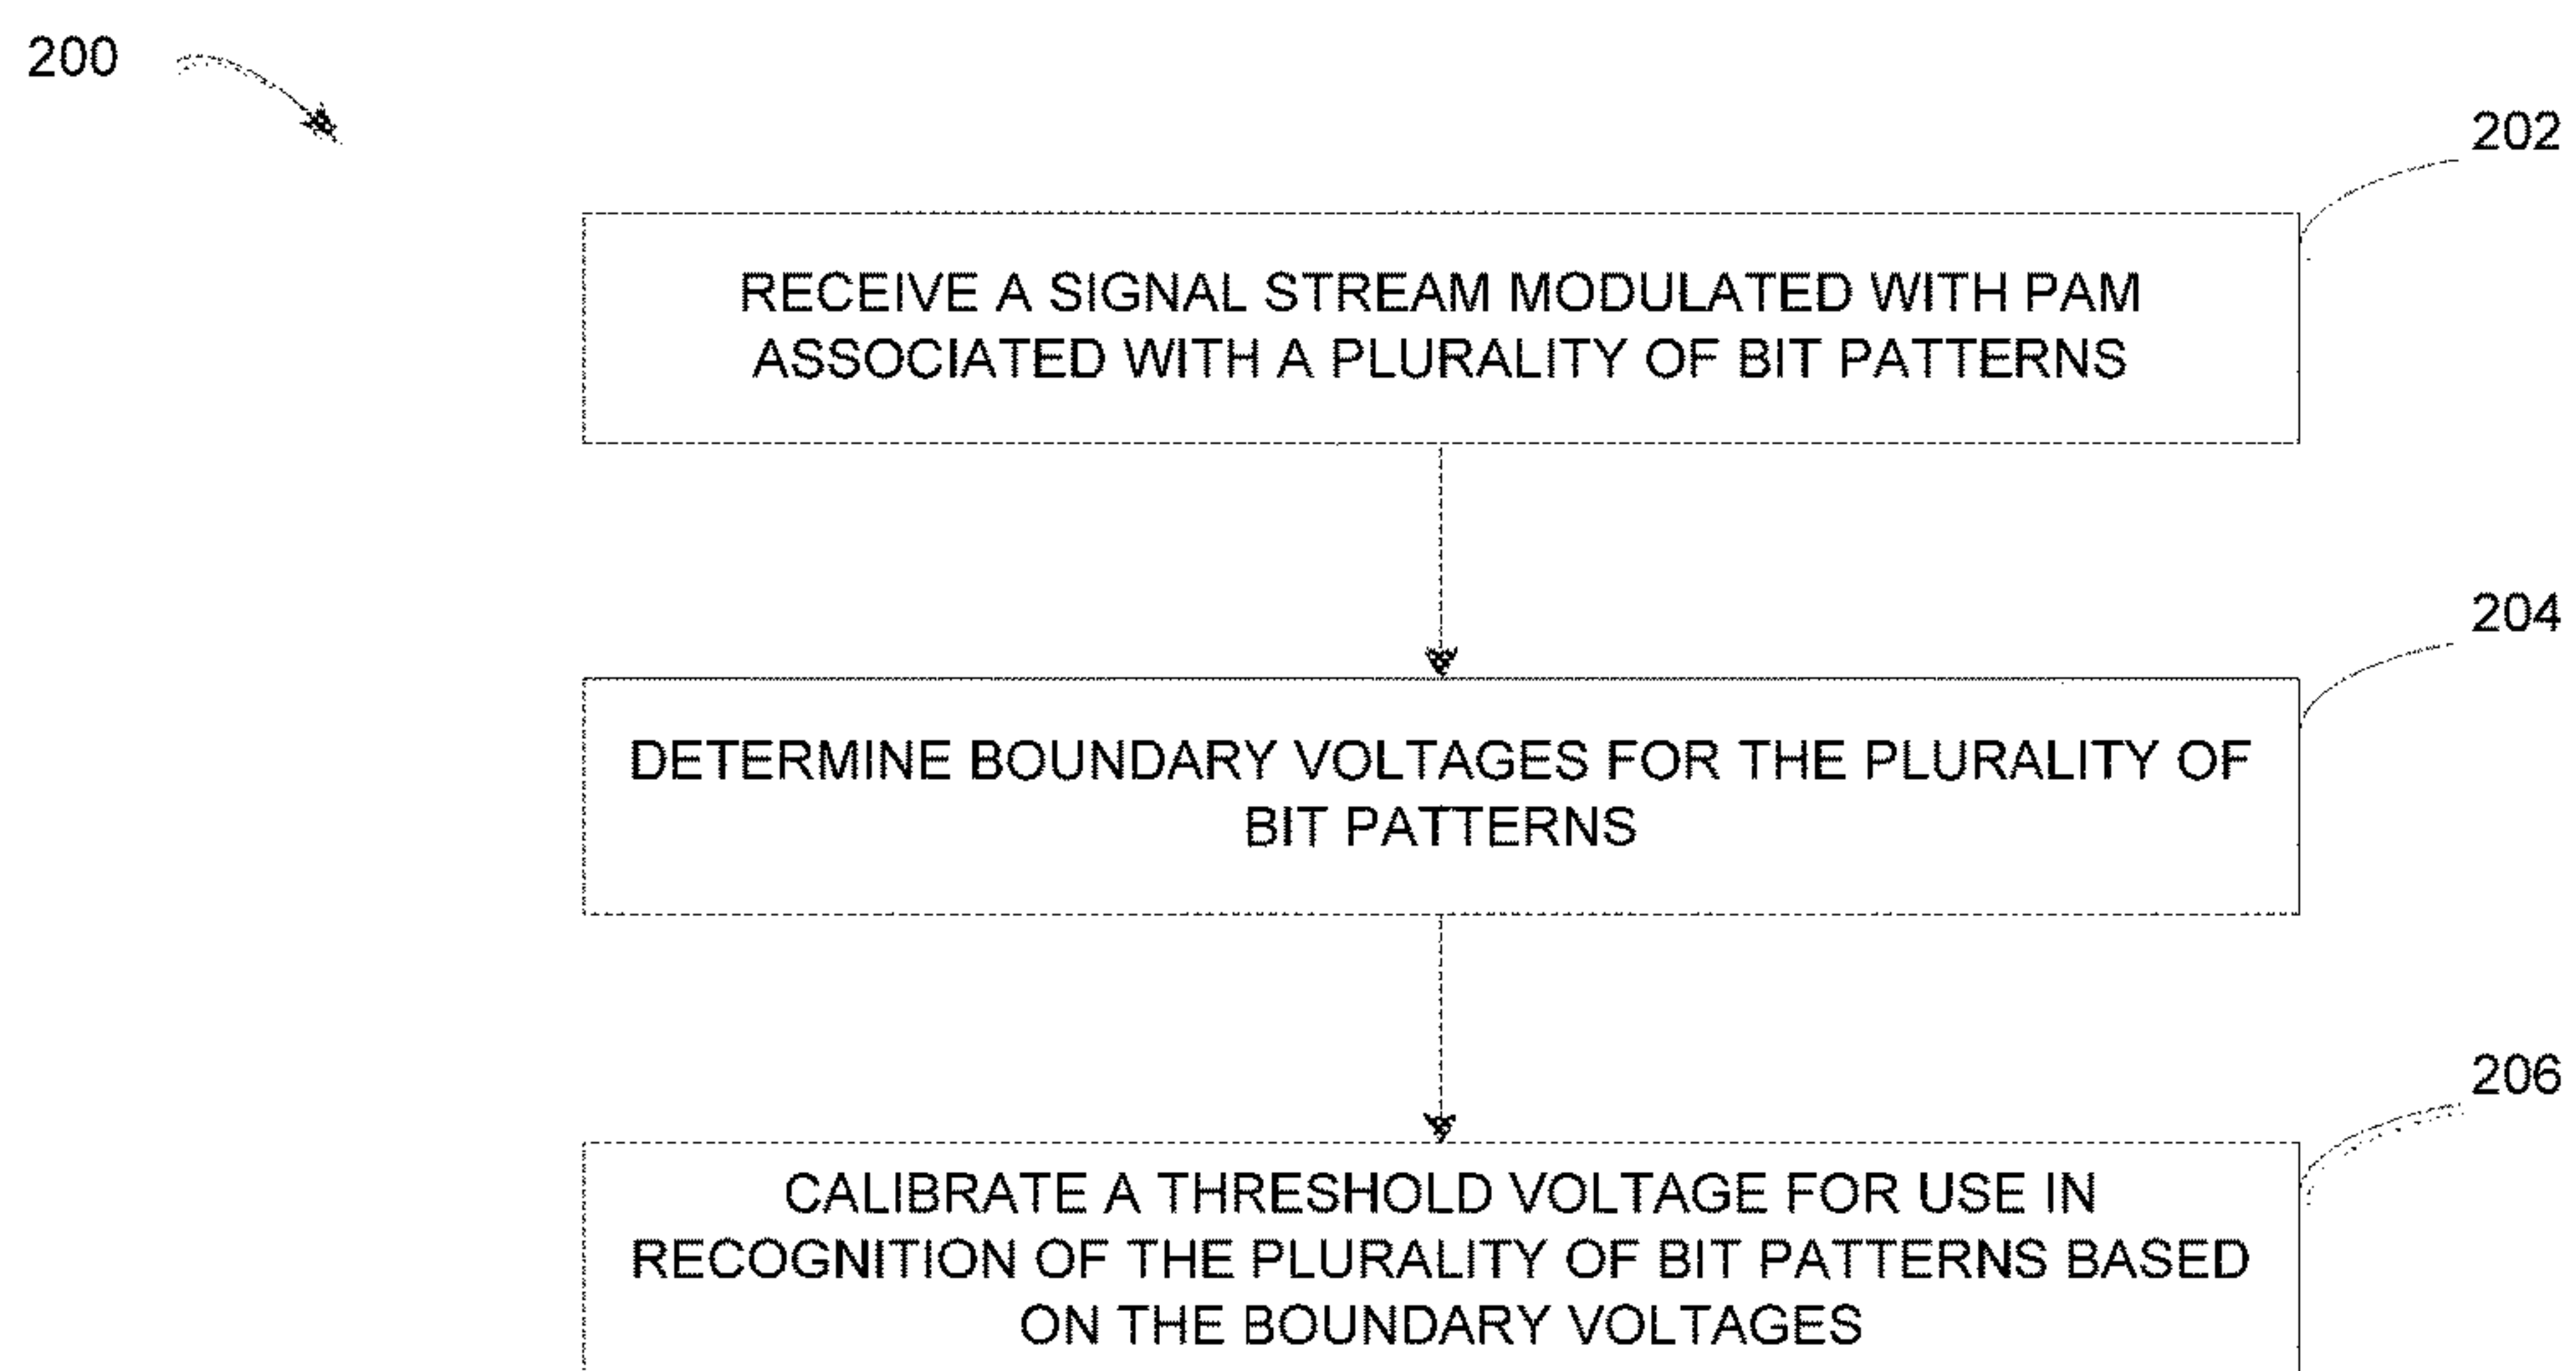 200
202
RECEIVE A SIGNAL STREAM MODULATED WITH PAM
ASSOCIATED WITH A PLURALITY OF BIT PATTERNS
204
DETERMINE BOUNDARY VOLTAGES FOR THE PLURALITY OF
BIT PATTERNS
206
CALIBRATE A THRESHOLD VOLTAGE FOR USE IN
RECOGNITION OF THE PLURALITY OF BIT PATTERNS BASED
ON THE BOUNDARY VOLTAGES